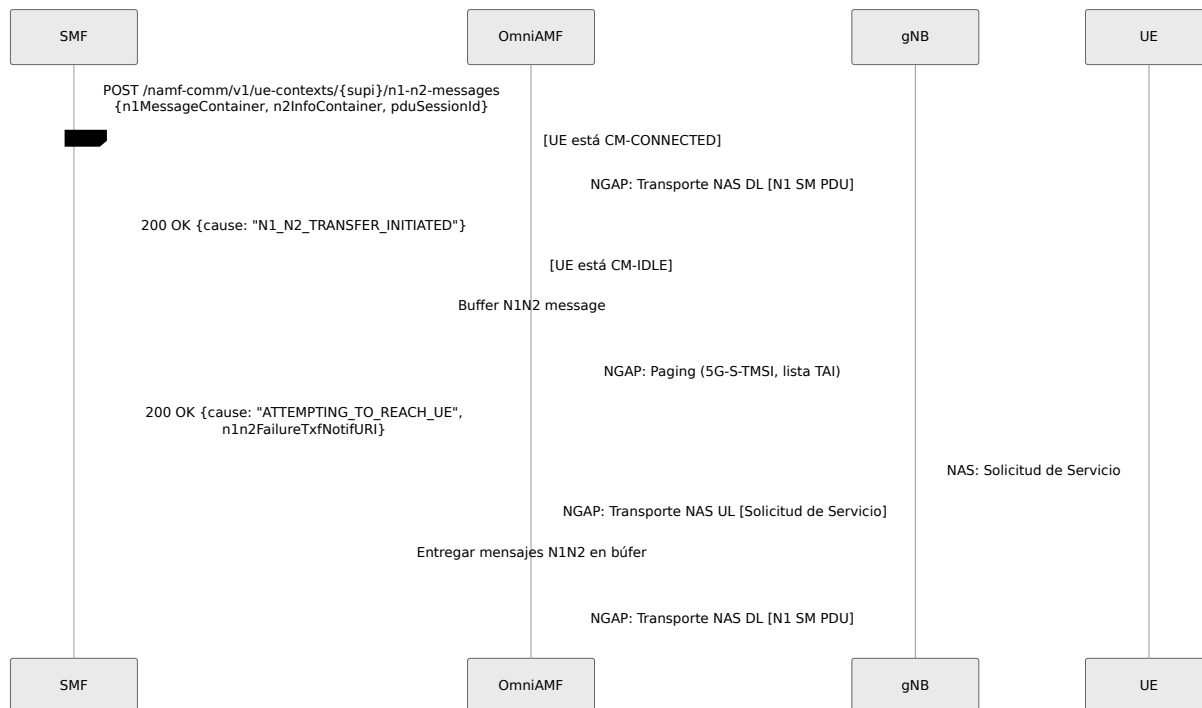 SMF
OmniAMF
gNB
UE
POST /namf-comm/v1/ue-contexts/{supi}/n1-n2-messages
{n1MessageContainer, n2InfoContainer, pduSessionId}
[UE está CM-CONNECTED]
NGAP: Transporte NAS DL [N1 SM PDU]
200 OK {cause: "N1_N2_TRANSFER_INITIATED"}
[UE está CM-IDLE]
Buffer N1N2 message
NGAP: Paging (5G-S-TMSI, lista TAI)
200 OK {cause: "ATTEMPTING_TO_REACH_UE",
n1n2FailureTxfNotifURI}
NAS: Solicitud de Servicio
NGAP: Transporte NAS UL [Solicitud de Servicio]
Entregar mensajes N1N2 en búfer
NGAP: Transporte NAS DL [N1 SM PDU]
SMF
OmniAMF
gNB
UE